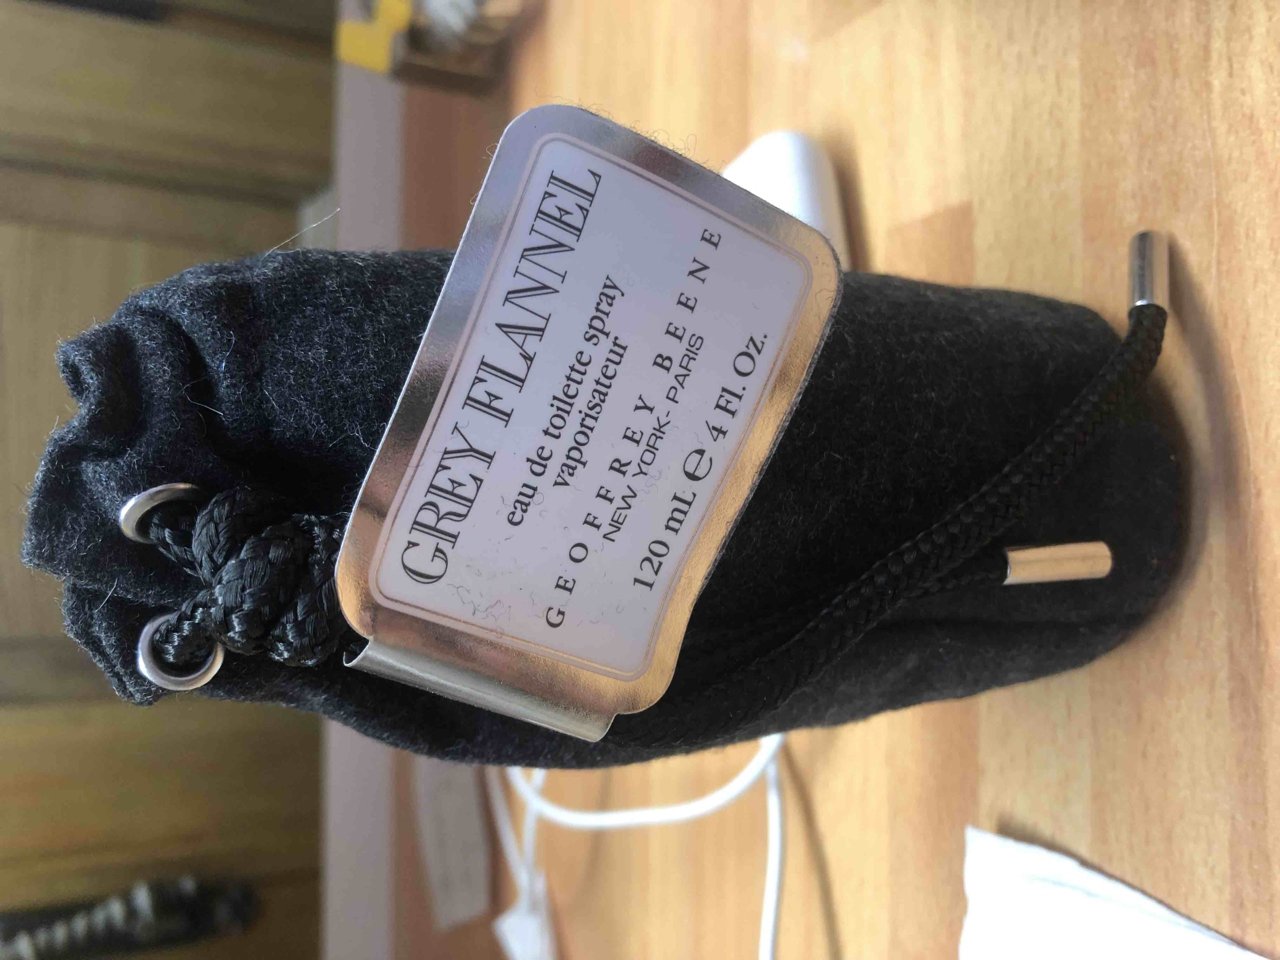 GREY FLANNEL
eau de toilette spray
vaporisateur
GEOFFREY BEENE
NEW YORK - PARIS
120 mL ℮ 4 Fl. Oz.